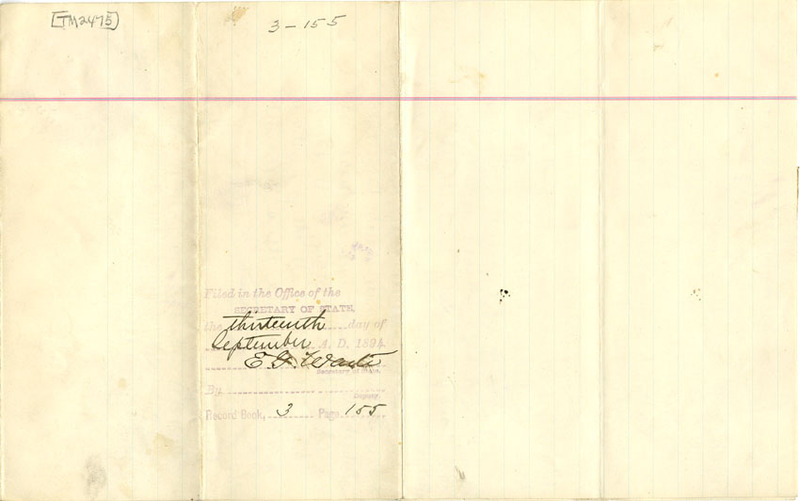 [TM2475]
3-155
Filed in the Office of the
SECRETARY OF STATE,
the thirteenth day of
September A. D. 1894
E. G. Waite
Secretary of State.
By
Deputy.
Record Book, 3 Page 155